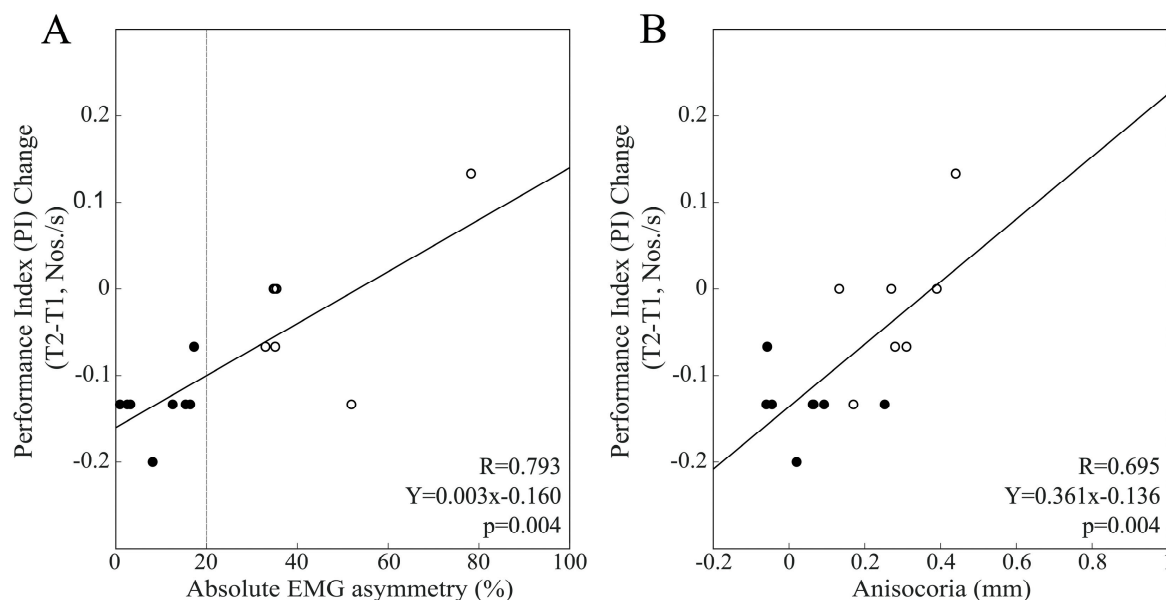 A
Performance Index (PI) Change
(T2-T1, Nos./s)
0.2
0.1
0
-0.1
-0.2
0
20
40
60
80
100
Absolute EMG asymmetry (%)
R=0.793
Y=0.003x-0.160
p=0.004
B
Performance Index (PI) Change
(T2-T1, Nos./s)
0.2
0.1
0
-0.1
-0.2
-0.2
0
0.2
0.4
0.6
0.8
1
Anisocoria (mm)
R=0.695
Y=0.361x-0.136
p=0.004